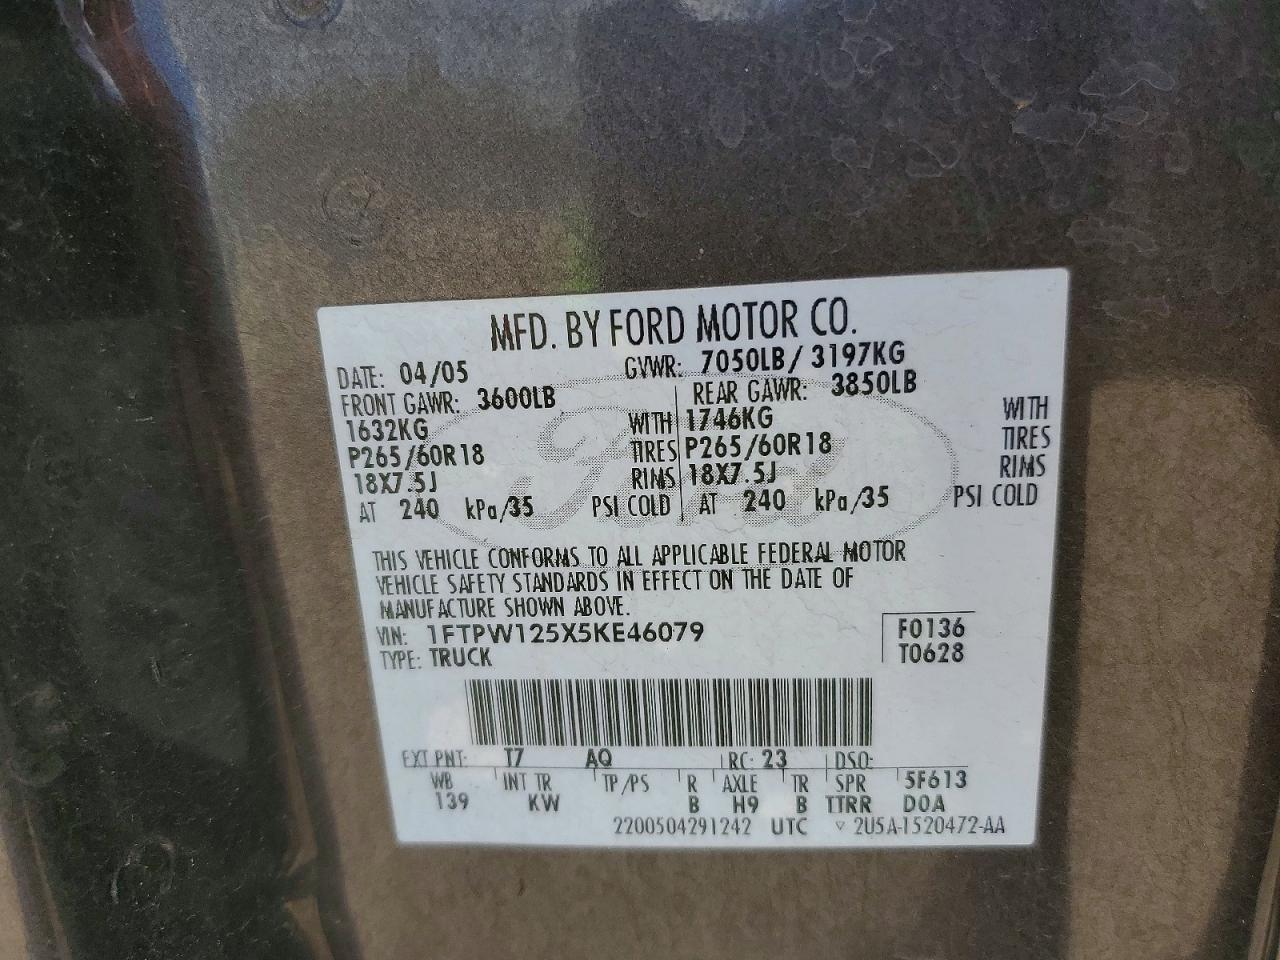 MFD. BY FORD MOTOR CO.
DATE: 04/05 GVWR: 7050LB / 3197KG
FRONT GAWR: 3600LB REAR GAWR: 3850LB
1632KG WITH 1746KG WITH
P265/60R18 TIRES P265/60R18 TIRES
18X7.5J RIMS 18X7.5J RIMS
AT 240 kPa/35 PSI COLD AT 240 kPa/35 PSI COLD
Ford
THIS VEHICLE CONFORMS TO ALL APPLICABLE FEDERAL MOTOR
VEHICLE SAFETY STANDARDS IN EFFECT ON THE DATE OF
MANUFACTURE SHOWN ABOVE.
VIN: 1FTPW125X5KE46079 F0136
TYPE: TRUCK T0628
EXT PNT: T7 AQ RC: 23 DSO:
WB INT TR TP/PS R AXLE TR SPR 5F613
139 KW B H9 B TTRR DOA
2200504291242 UTC ▽ 2U5A-1520472-AA